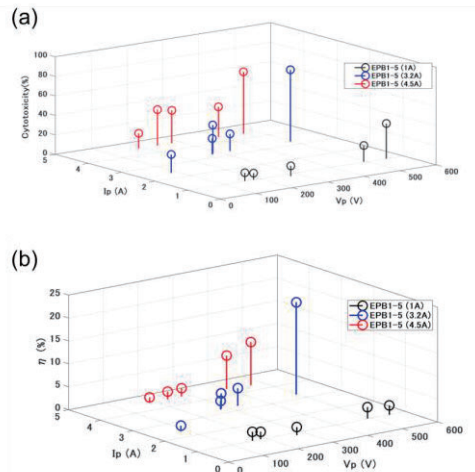 (a)
100
80
60
40
20
0
Cytotoxicity(%)
5
4
3
2
1
0
Ip (A)
0
100
200
300
400
500
600
Vp (V)
EPB1-5 (1A)
EPB1-5 (3.2A)
EPB1-5 (4.5A)
(b)
25
20
15
10
5
0
η (%)
5
4
3
2
1
0
Ip (A)
0
100
200
300
400
500
600
Vp (V)
EPB1-5 (1A)
EPB1-5 (3.2A)
EPB1-5 (4.5A)